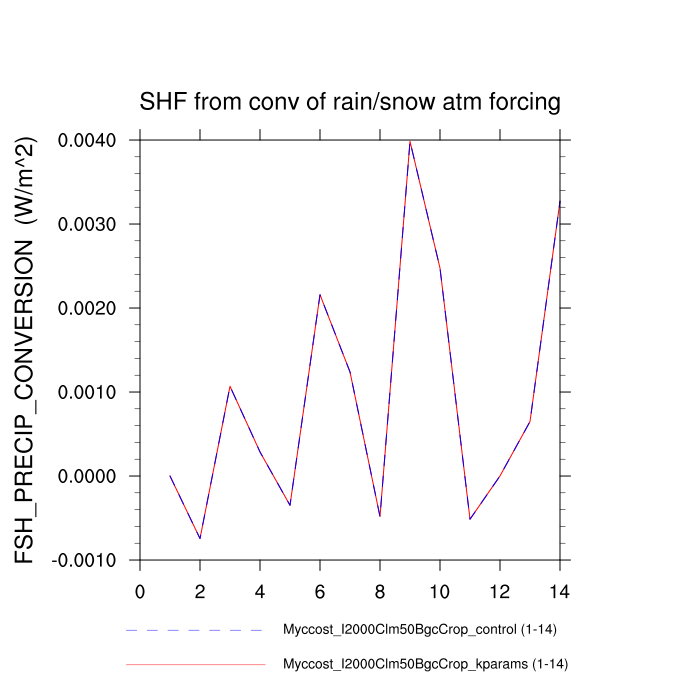 SHF from conv of rain/snow atm forcing
FSH_PRECIP_CONVERSION (W/m^2)
0.0040
0.0030
0.0020
0.0010
0.0000
-0.0010
0 2 4 6 8 10 12 14
Myccost_I2000Clm50BgcCrop_control (1-14)
Myccost_I2000Clm50BgcCrop_kparams (1-14)